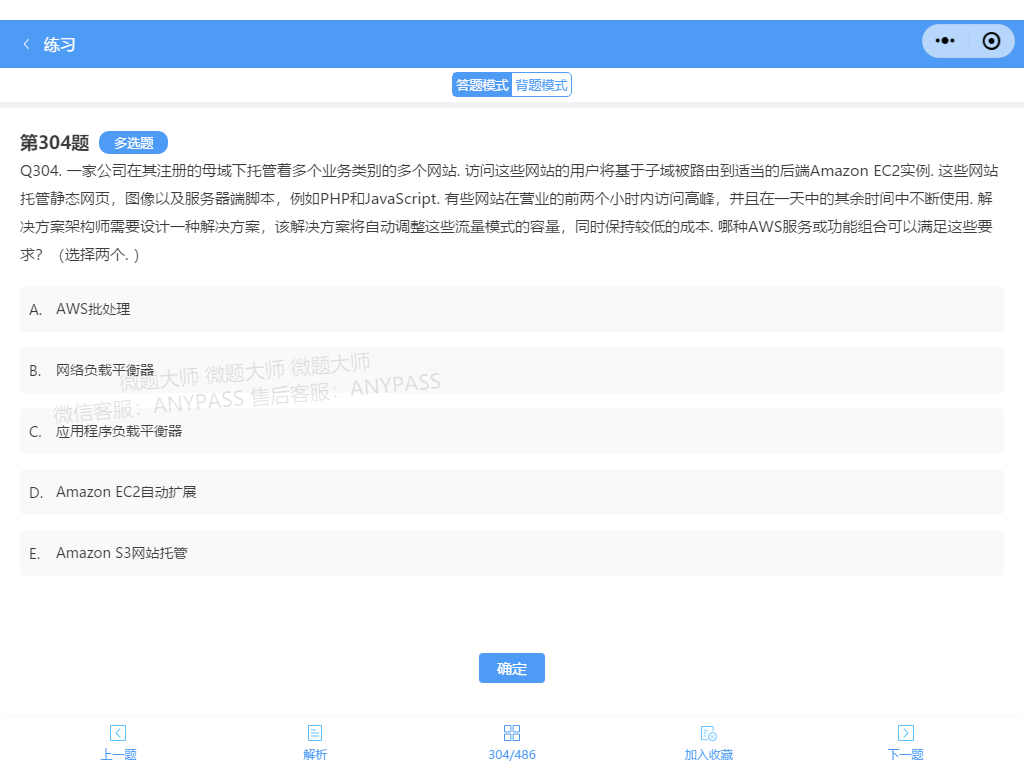 练习
答题模式 背题模式
第304题 多选题
Q304. 一家公司在其注册的母域下托管着多个业务类别的多个网站. 访问这些网站的用户将基于子域被路由到适当的后端Amazon EC2实例. 这些网站
托管静态网页，图像以及服务器端脚本，例如PHP和JavaScript. 有些网站在营业的前两个小时内访问高峰，并且在一天中的其余时间中不断使用. 解
决方案架构师需要设计一种解决方案，该解决方案将自动调整这些流量模式的容量，同时保持较低的成本. 哪种AWS服务或功能组合可以满足这些要
求？（选择两个. ）
A. AWS批处理
B. 网络负载平衡器
微题大师 微题大师 微题大师
微信客服：ANYPASS 售后客服：ANYPASS
C. 应用程序负载平衡器
D. Amazon EC2自动扩展
E. Amazon S3网站托管
确定
上一题 解析 304/486 加入收藏 下一题